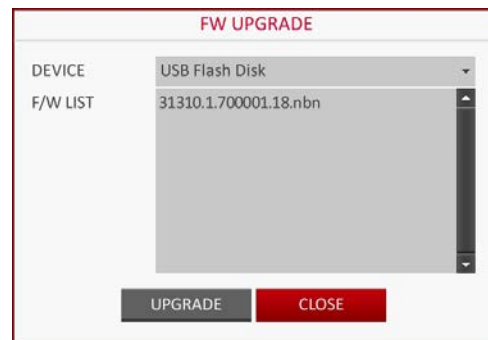 FW UPGRADE
DEVICE USB Flash Disk
F/W LIST 31310.1.700001.18.nbn
UPGRADE CLOSE